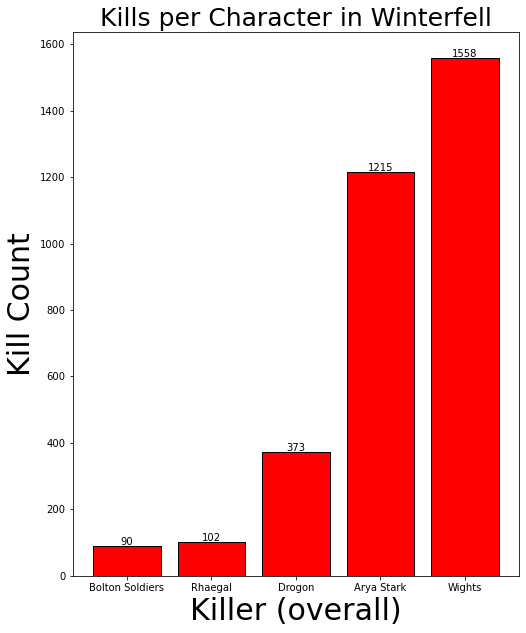 Kills per Character in Winterfell
1600
1400
1200
1000
800
600
400
200
0
Kill Count
90
102
373
1215
1558
Bolton Soldiers
Rhaegal
Drogon
Arya Stark
Wights
Killer (overall)